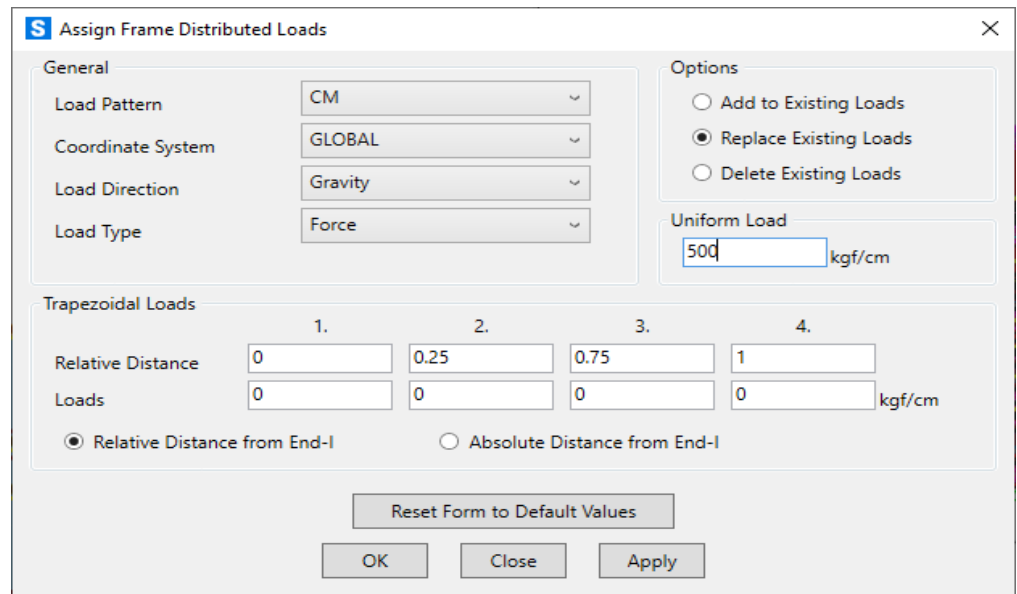 S Assign Frame Distributed Loads
General
Load Pattern CM
Coordinate System GLOBAL
Load Direction Gravity
Load Type Force
Options
Add to Existing Loads
Replace Existing Loads
Delete Existing Loads
Uniform Load
500 kgf/cm
Trapezoidal Loads
1. 2. 3. 4.
Relative Distance 0 0.25 0.75 1
Loads 0 0 0 0 kgf/cm
Relative Distance from End-I Absolute Distance from End-I
Reset Form to Default Values
OK Close Apply